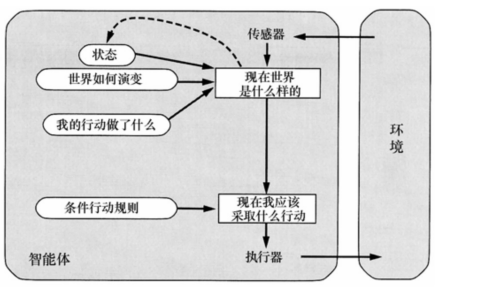 传感器
状态
世界如何演变
现在世界
是什么样的
我的行动做了什么
环
境
条件行动规则
现在我应该
采取什么行动
智能体
执行器